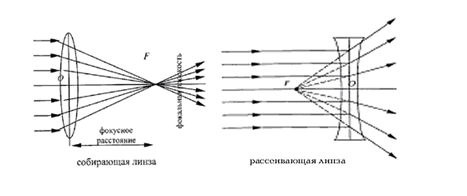 F
O
фокальная плоскость
фокусное
расстояние
собирающая линза
F
O
рассеивающая линза